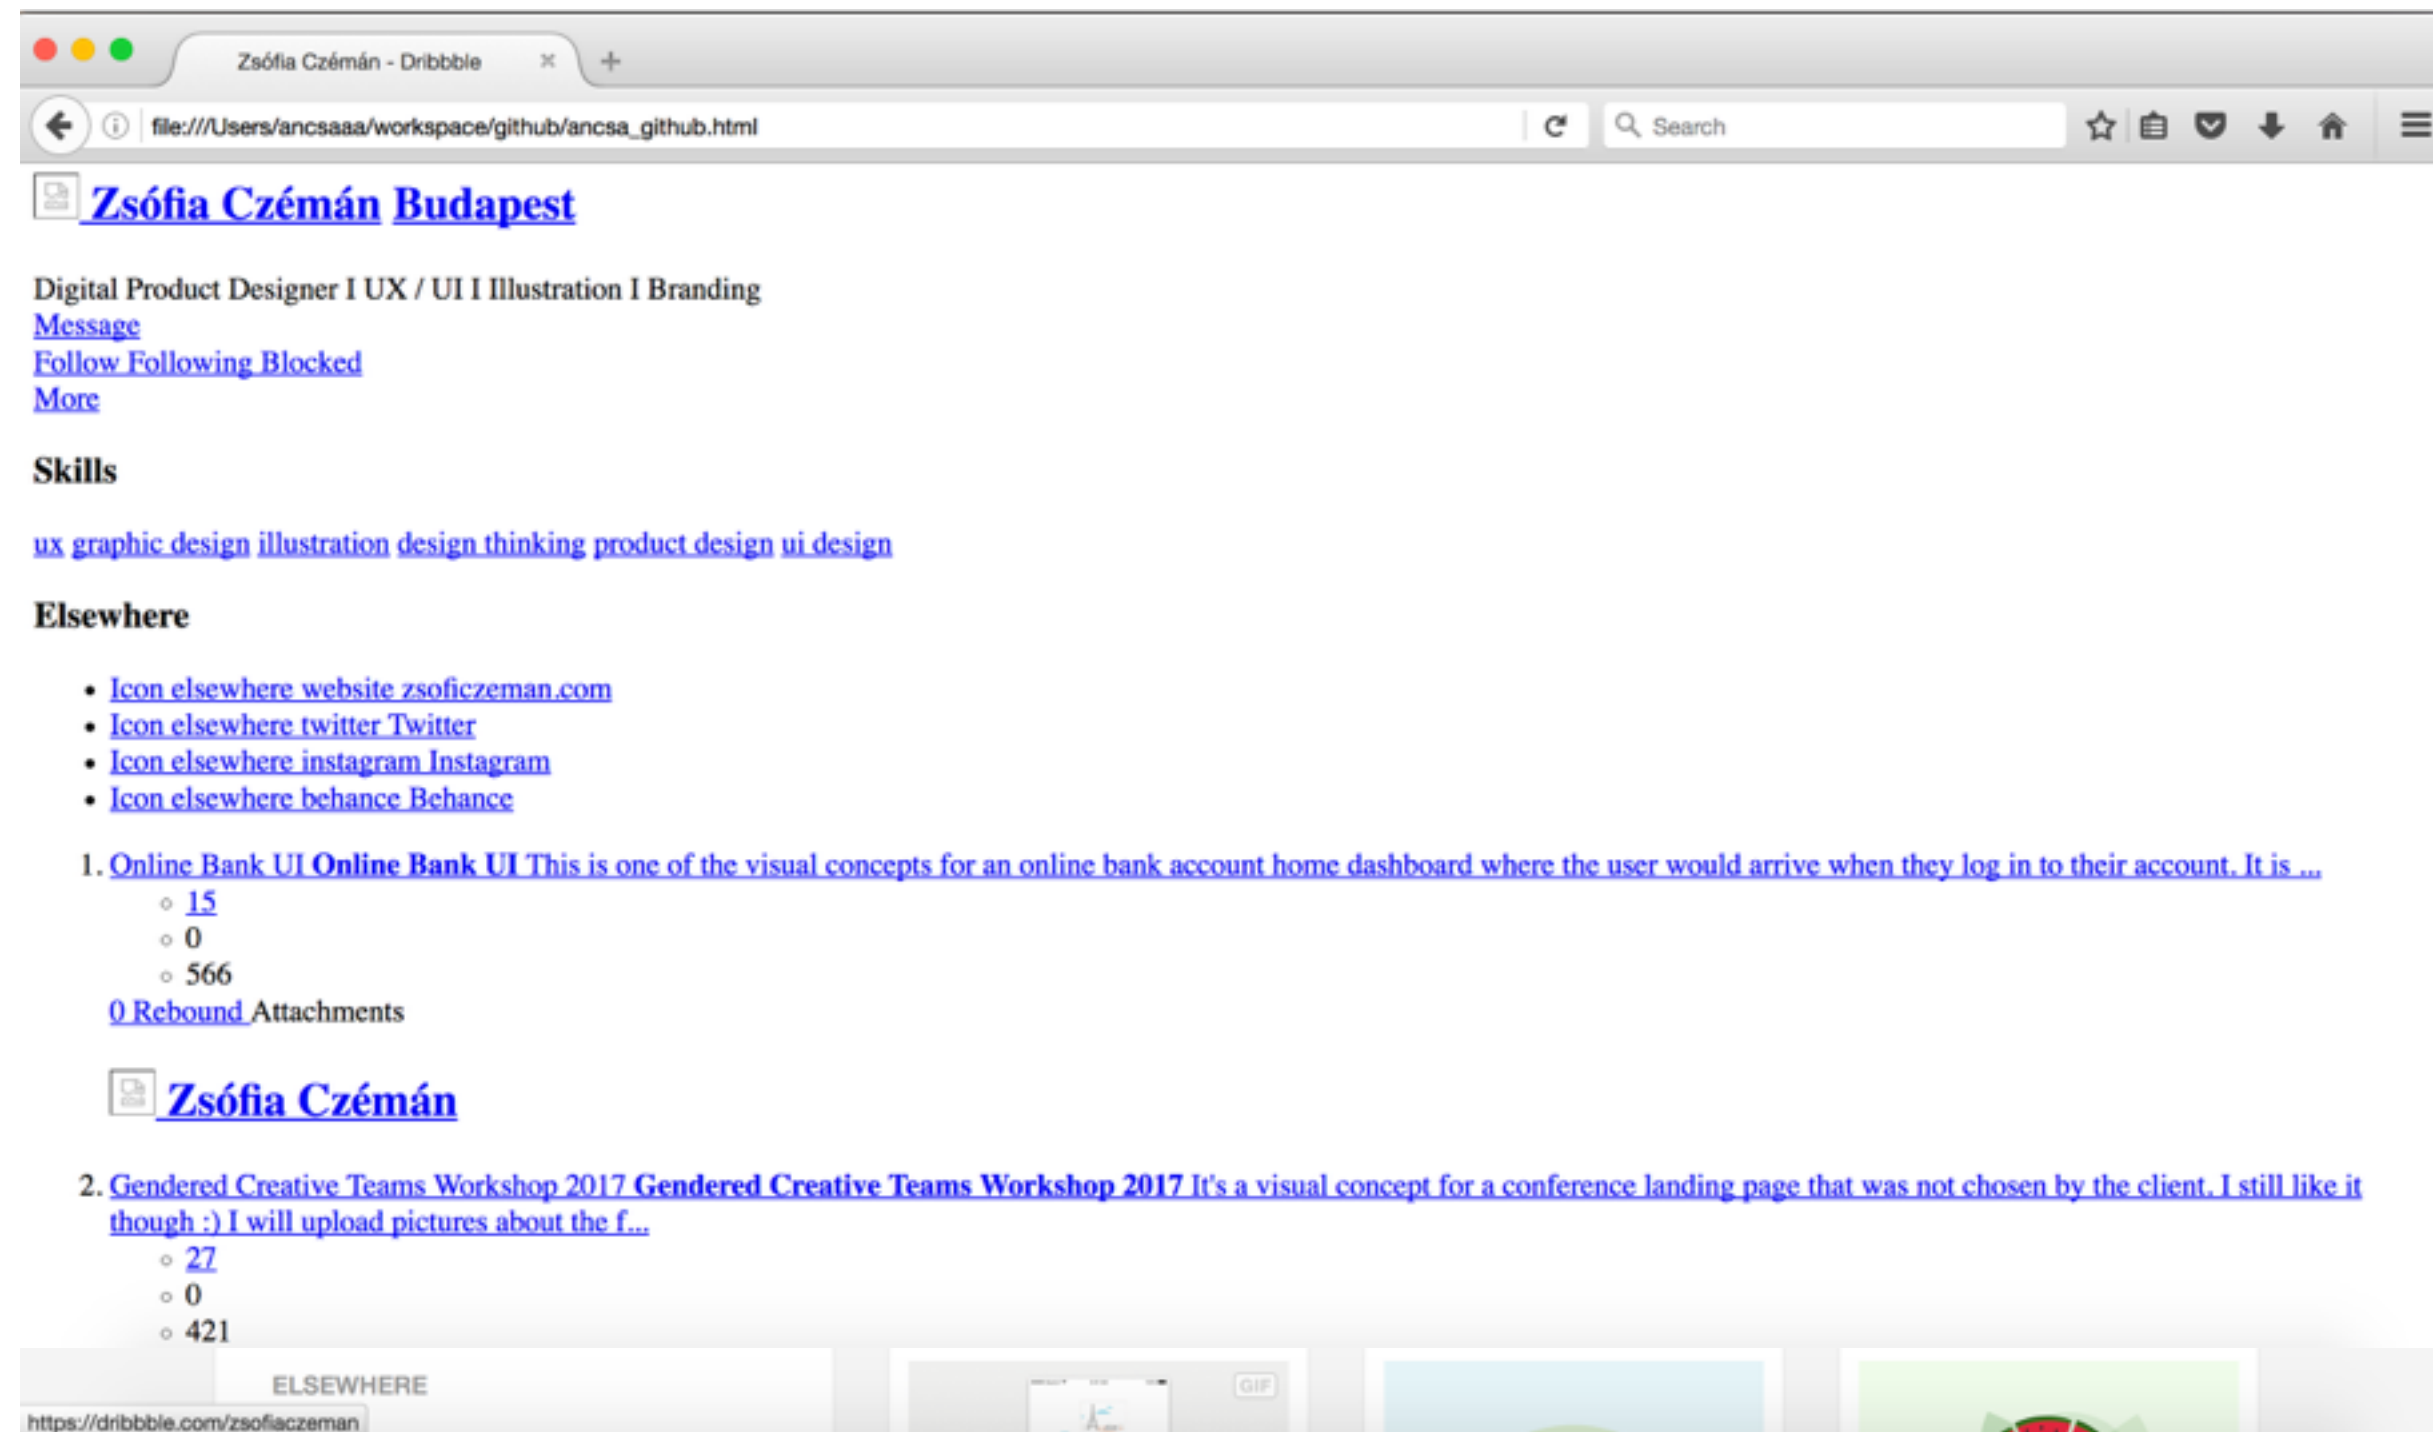 Zsófia Czémán - Dribbble
file:///Users/ancsaaa/workspace/github/ancsa_github.html
Search
Zsófia Czémán Budapest
Digital Product Designer I UX / UI I Illustration I Branding
Message
Follow Following Blocked
More
Skills
ux graphic design illustration design thinking product design ui design
Elsewhere
Icon elsewhere website zsoficzeman.com
Icon elsewhere twitter Twitter
Icon elsewhere instagram Instagram
Icon elsewhere behance Behance
1. Online Bank UI Online Bank UI This is one of the visual concepts for an online bank account home dashboard where the user would arrive when they log in to their account. It is ...
15
0
566
0 Rebound Attachments
Zsófia Czémán
2. Gendered Creative Teams Workshop 2017 Gendered Creative Teams Workshop 2017 It's a visual concept for a conference landing page that was not chosen by the client. I still like it
though :) I will upload pictures about the f...
27
0
421
ELSEWHERE
GIF
https://dribbble.com/zsofiaczeman